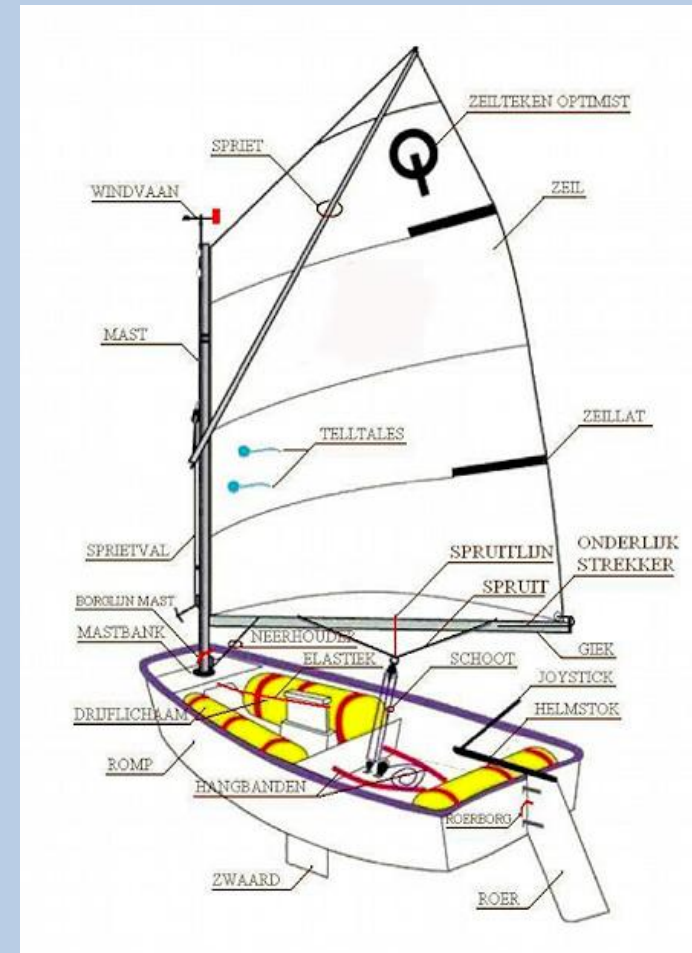 ZEILTEKEN OPTIMIST
SPRIET
WINDVAAN
ZEIL
MAST
ZEILLAT
TELLTALES
SPRIETVAL
SPRUITLIJN
ONDERLIJK
STREKKER
SPRUIT
BORGLIJN MAST
MASTBANK
NEERHOUDER
GIEK
ELASTIEK
SCHOOT
JOYSTICK
DRIJFLICHAAM
HELMSTOK
ROMP
HANGBANDEN
ROERBORG
ZWAARD
ROER